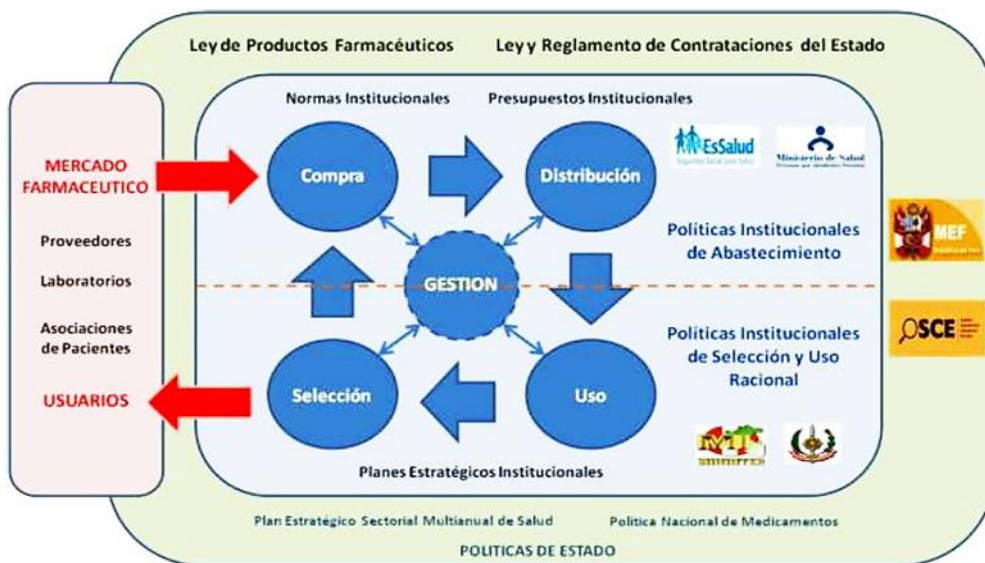 Ley de Productos Farmacéuticos
Ley y Reglamento de Contrataciones del Estado
Normas Institucionales
Presupuestos Institucionales
MERCADO
FARMACEUTICO
Proveedores
Laboratorios
Asociaciones
de Pacientes
USUARIOS
Compra
Distribución
GESTION
Selección
Uso
EsSalud
Ministerio de Salud
Políticas Institucionales
de Abastecimiento
Políticas Institucionales
de Selección y Uso
Racional
MEF
OSCE
Planes Estratégicos Institucionales
Plan Estratégico Sectorial Multianual de Salud
Política Nacional de Medicamentos
POLITICAS DE ESTADO